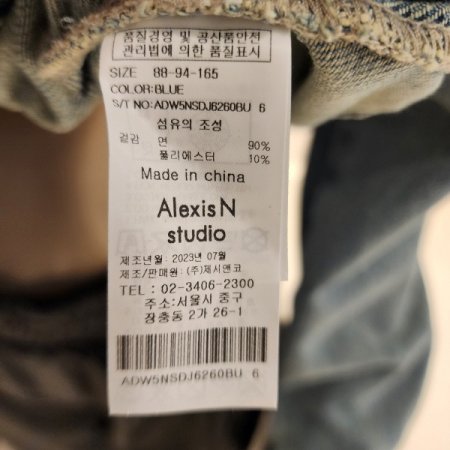 품질경영 및 공산품안전
관리법에 의한 품질표시
SIZE 88-94-165
COLOR:BLUE
S/T NO:ADW5NSDJ6260BU 6
섬유의 조성
겉감 면 90%
폴리에스터 10%
Made in china
AlexisN
studio
제조년월: 2023년 07월
제조/판매원: (주)제시앤코
TEL : 02-3406-2300
주소:서울시 중구
장충동 2가 26-1
ADW5NSDJ6260BU 6